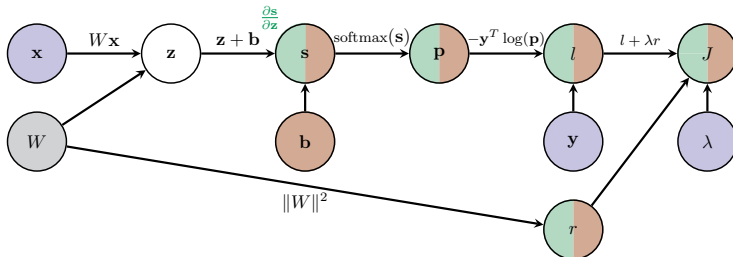 ∂s/∂z
Wx z + b softmax(s) −y^T log(p) l + λr
x z s p l J
W b y λ
‖W‖²
r